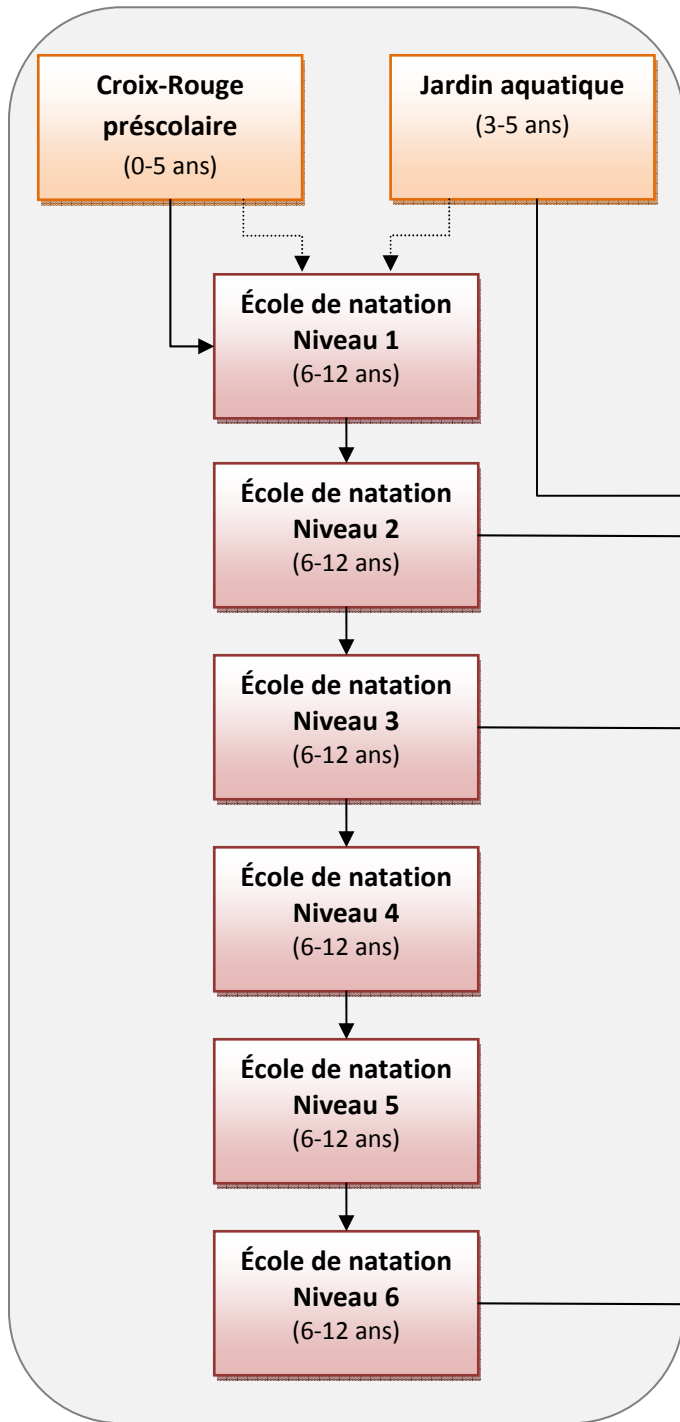 Croix-Rouge
préscolaire
(0-5 ans)
Jardin aquatique
(3-5 ans)
École de natation
Niveau 1
(6-12 ans)
École de natation
Niveau 2
(6-12 ans)
École de natation
Niveau 3
(6-12 ans)
École de natation
Niveau 4
(6-12 ans)
École de natation
Niveau 5
(6-12 ans)
École de natation
Niveau 6
(6-12 ans)